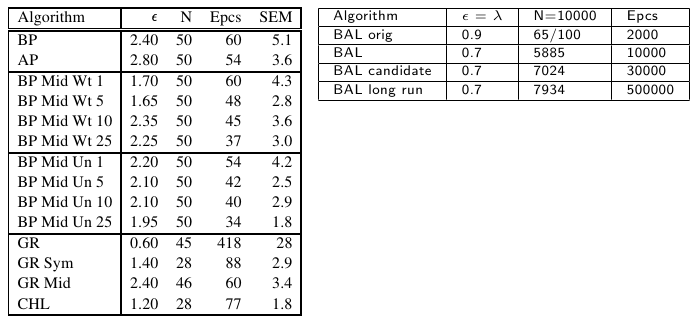 Algorithm ϵ N Epcs SEM
BP 2.40 50 60 5.1
AP 2.80 50 54 3.6
BP Mid Wt 1 1.70 50 60 4.3
BP Mid Wt 5 1.65 50 48 2.8
BP Mid Wt 10 2.35 50 45 3.6
BP Mid Wt 25 2.25 50 37 3.0
BP Mid Un 1 2.20 50 54 4.2
BP Mid Un 5 2.10 50 42 2.5
BP Mid Un 10 2.10 50 40 2.9
BP Mid Un 25 1.95 50 34 1.8
GR 0.60 45 418 28
GR Sym 1.40 28 88 2.9
GR Mid 2.40 46 60 3.4
CHL 1.20 28 77 1.8
Algorithm ϵ = λ N=10000 Epcs
BAL orig 0.9 65/100 2000
BAL 0.7 5885 10000
BAL candidate 0.7 7024 30000
BAL long run 0.7 7934 500000